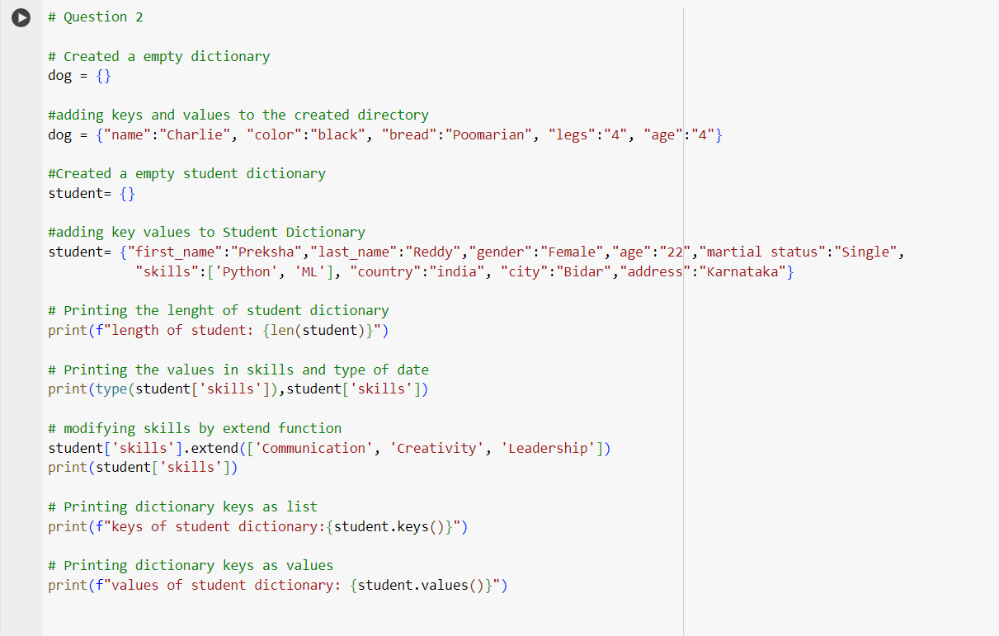 # Question 2
# Created a empty dictionary
dog = {}
#adding keys and values to the created directory
dog = {"name":"Charlie", "color":"black", "bread":"Poomarian", "legs":"4", "age":"4"}
#Created a empty student dictionary
student= {}
#adding key values to Student Dictionary
student= {"first_name":"Preksha","last_name":"Reddy","gender":"Female","age":"22","martial status":"Single",
"skills":['Python', 'ML'], "country":"india", "city":"Bidar","address":"Karnataka"}
# Printing the lenght of student dictionary
print(f"length of student: {len(student)}")
# Printing the values in skills and type of date
print(type(student['skills']),student['skills'])
# modifying skills by extend function
student['skills'].extend(['Communication', 'Creativity', 'Leadership'])
print(student['skills'])
# Printing dictionary keys as list
print(f"keys of student dictionary:{student.keys()}")
# Printing dictionary keys as values
print(f"values of student dictionary: {student.values()}")